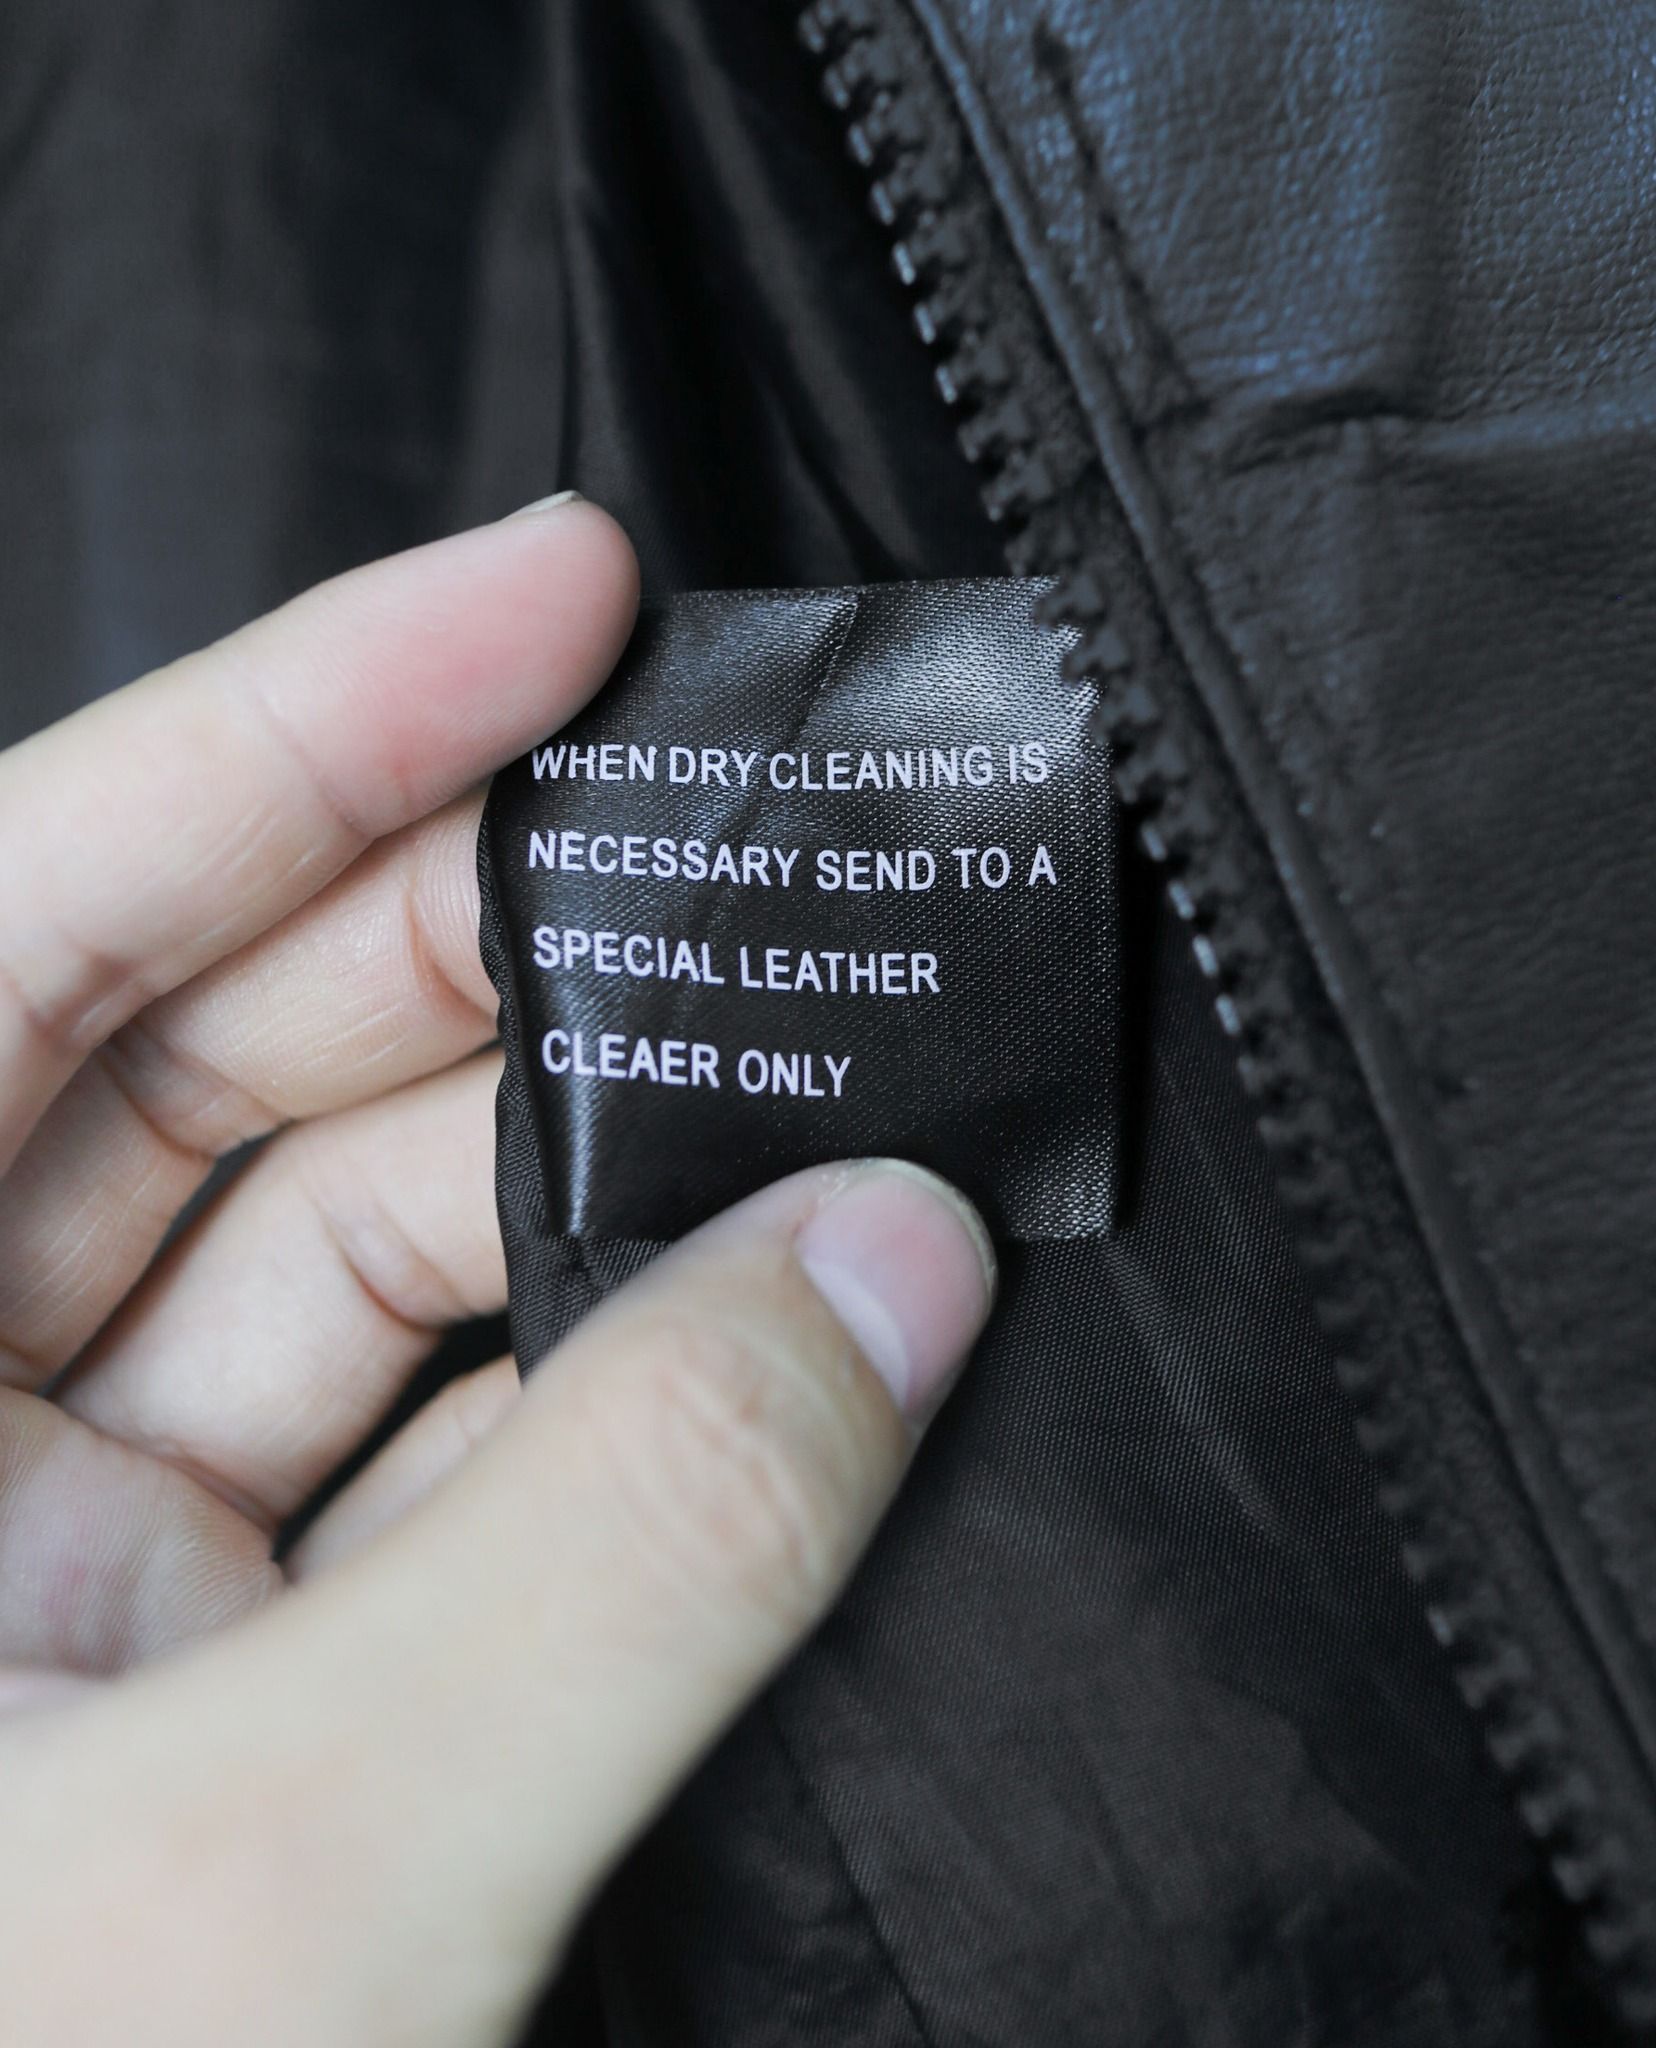 WHEN DRY CLEANING IS
NECESSARY SEND TO A
SPECIAL LEATHER
CLEAER ONLY